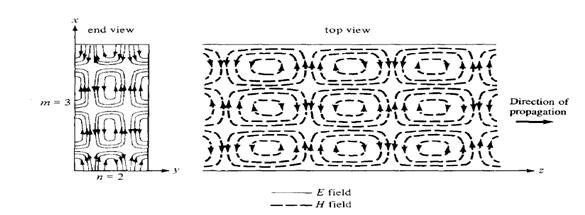 x
end view
top view
m = 3
Direction of
propagation
y
n = 2
z
E field
H field